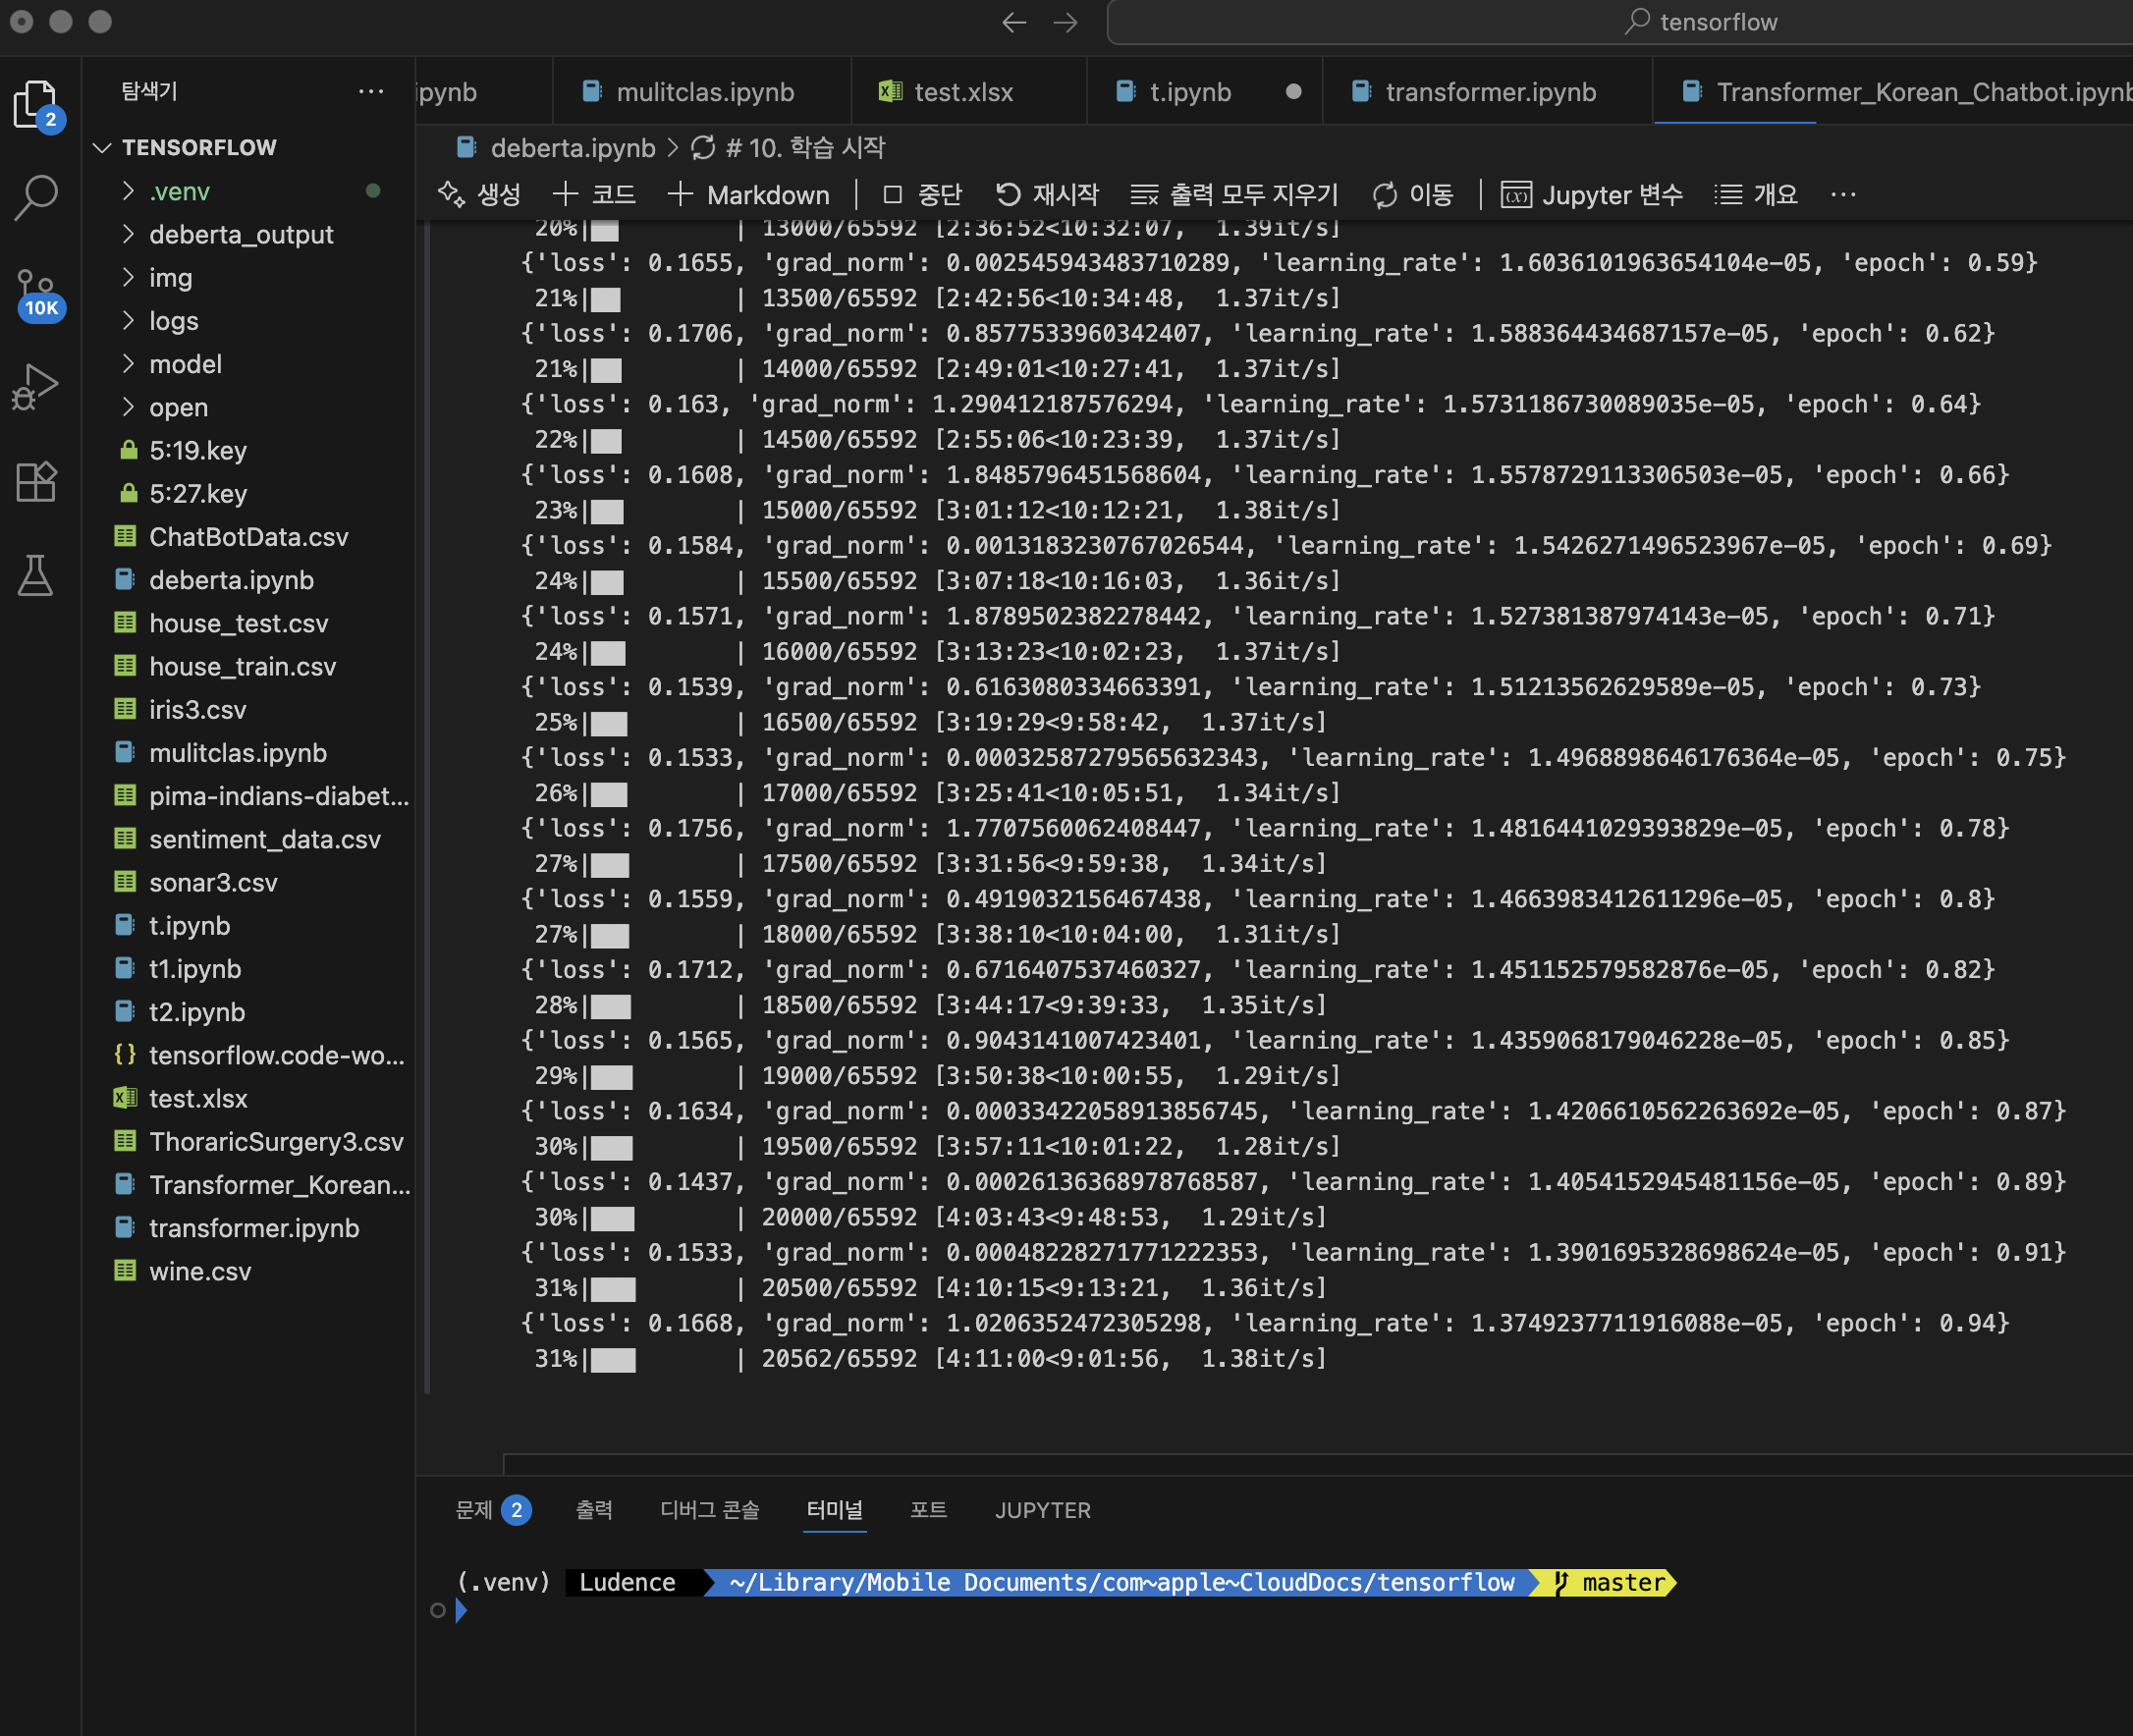 tensorflow
탐색기
ipynb
mulitclas.ipynb
test.xlsx
t.ipynb
transformer.ipynb
Transformer_Korean_Chatbot.ipynb
2
10K
TENSORFLOW
.venv
deberta_output
img
logs
model
open
5:19.key
5:27.key
ChatBotData.csv
deberta.ipynb
house_test.csv
house_train.csv
iris3.csv
mulitclas.ipynb
pima-indians-diabet...
sentiment_data.csv
sonar3.csv
t.ipynb
t1.ipynb
t2.ipynb
tensorflow.code-wo...
test.xlsx
ThoraricSurgery3.csv
Transformer_Korean...
transformer.ipynb
wine.csv
deberta.ipynb > # 10. 학습 시작
생성 + 코드 + Markdown | 중단 재시작 출력 모두 지우기 이동 | Jupyter 변수 개요 ...
20%| | 13000/65592 [2:36:52<10:32:07, 1.39it/s]
{'loss': 0.1655, 'grad_norm': 0.002545943483710289, 'learning_rate': 1.6036101963654104e-05, 'epoch': 0.59}
21%| | 13500/65592 [2:42:56<10:34:48, 1.37it/s]
{'loss': 0.1706, 'grad_norm': 0.8577533960342407, 'learning_rate': 1.588364434687157e-05, 'epoch': 0.62}
21%| | 14000/65592 [2:49:01<10:27:41, 1.37it/s]
{'loss': 0.163, 'grad_norm': 1.290412187576294, 'learning_rate': 1.5731186730089035e-05, 'epoch': 0.64}
22%| | 14500/65592 [2:55:06<10:23:39, 1.37it/s]
{'loss': 0.1608, 'grad_norm': 1.8485796451568604, 'learning_rate': 1.5578729113306503e-05, 'epoch': 0.66}
23%| | 15000/65592 [3:01:12<10:12:21, 1.38it/s]
{'loss': 0.1584, 'grad_norm': 0.0013183230767026544, 'learning_rate': 1.5426271496523967e-05, 'epoch': 0.69}
24%| | 15500/65592 [3:07:18<10:16:03, 1.36it/s]
{'loss': 0.1571, 'grad_norm': 1.8789502382278442, 'learning_rate': 1.527381387974143e-05, 'epoch': 0.71}
24%| | 16000/65592 [3:13:23<10:02:23, 1.37it/s]
{'loss': 0.1539, 'grad_norm': 0.6163080334663391, 'learning_rate': 1.51213562629589e-05, 'epoch': 0.73}
25%| | 16500/65592 [3:19:29<9:58:42, 1.37it/s]
{'loss': 0.1533, 'grad_norm': 0.00032587279565632343, 'learning_rate': 1.4968898646176364e-05, 'epoch': 0.75}
26%| | 17000/65592 [3:25:41<10:05:51, 1.34it/s]
{'loss': 0.1756, 'grad_norm': 1.7707560062408447, 'learning_rate': 1.4816441029393829e-05, 'epoch': 0.78}
27%| | 17500/65592 [3:31:56<9:59:38, 1.34it/s]
{'loss': 0.1559, 'grad_norm': 0.4919032156467438, 'learning_rate': 1.4663983412611296e-05, 'epoch': 0.8}
27%| | 18000/65592 [3:38:10<10:04:00, 1.31it/s]
{'loss': 0.1712, 'grad_norm': 0.6716407537460327, 'learning_rate': 1.451152579582876e-05, 'epoch': 0.82}
28%| | 18500/65592 [3:44:17<9:39:33, 1.35it/s]
{'loss': 0.1565, 'grad_norm': 0.9043141007423401, 'learning_rate': 1.4359068179046228e-05, 'epoch': 0.85}
29%| | 19000/65592 [3:50:38<10:00:55, 1.29it/s]
{'loss': 0.1634, 'grad_norm': 0.00033422058913856745, 'learning_rate': 1.4206610562263692e-05, 'epoch': 0.87}
30%| | 19500/65592 [3:57:11<10:01:22, 1.28it/s]
{'loss': 0.1437, 'grad_norm': 0.00026136368978768587, 'learning_rate': 1.4054152945481156e-05, 'epoch': 0.89}
30%| | 20000/65592 [4:03:43<9:48:53, 1.29it/s]
{'loss': 0.1533, 'grad_norm': 0.00048228271771222353, 'learning_rate': 1.3901695328698624e-05, 'epoch': 0.91}
31%| | 20500/65592 [4:10:15<9:13:21, 1.36it/s]
{'loss': 0.1668, 'grad_norm': 1.0206352472305298, 'learning_rate': 1.3749237711916088e-05, 'epoch': 0.94}
31%| | 20562/65592 [4:11:00<9:01:56, 1.38it/s]
문제 2 출력 디버그 콘솔 터미널 포트 JUPYTER
(.venv) Ludence ~/Library/Mobile Documents/com~apple~CloudDocs/tensorflow master